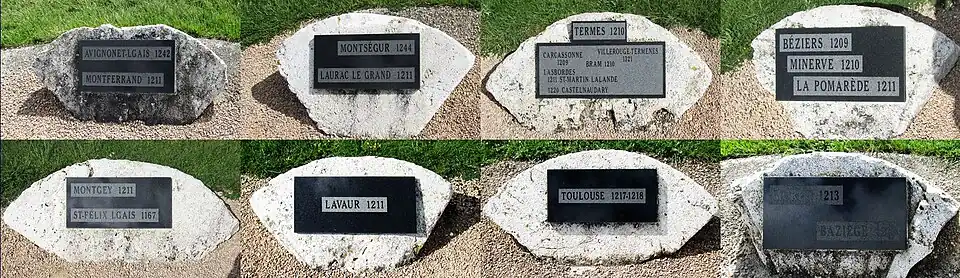 AVIGNONET-LGAIS 1242
MONTFERRAND 1211
MONTSÉGUR 1244
LAURAC LE GRAND 1211
TERMES 1210
CARCASSONNE VILLEROUGE-TERMENES
1209 BRAM 1210 1321
LASBORDES
1211 ST-MARTIN LALANDE
1220 CASTELNAUDARY
BÉZIERS 1209
MINERVE 1210
LA POMARÈDE 1211
MONTGEY 1211
ST-FÉLIX LGAIS 1167
LAVAUR 1211
TOULOUSE 1217-1218
1213
BAZIÈGE